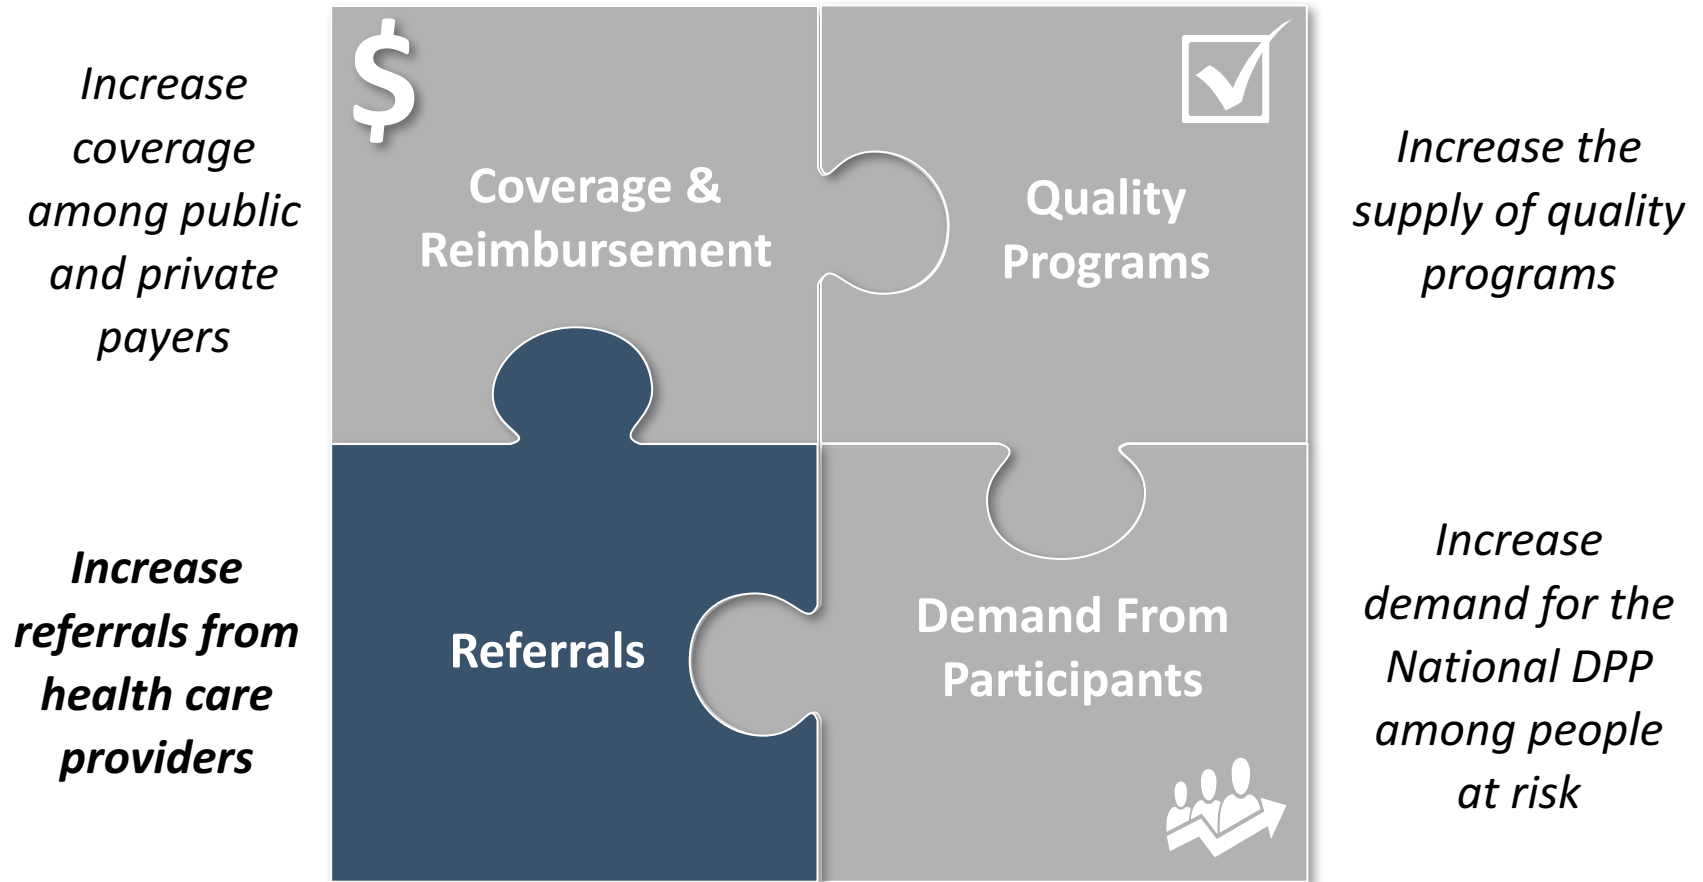 Increase
coverage
among public
and private
payers
$
Coverage &
Reimbursement
Quality
Programs
Increase the
supply of quality
programs
Increase
referrals from
health care
providers
Referrals
Demand From
Participants
Increase
demand for the
National DPP
among people
at risk